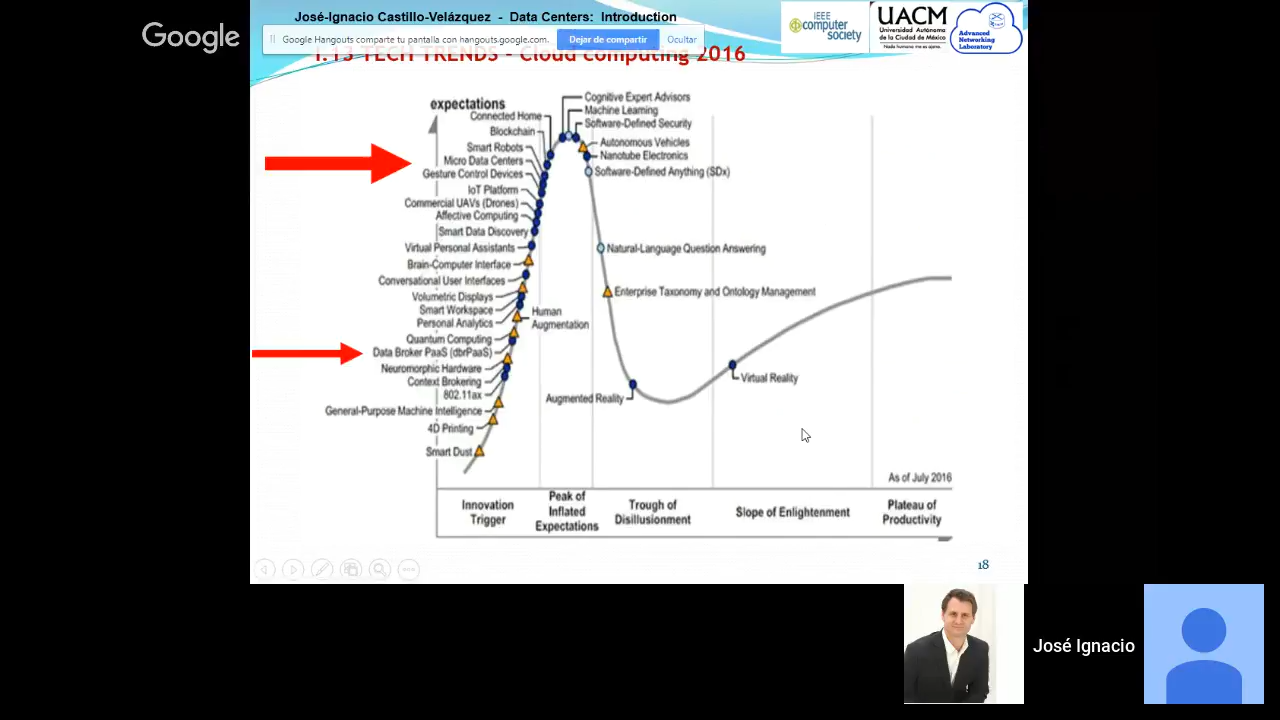 Google
José-Ignacio Castillo-Velázquez - Data Centers: Introduction
de Hangouts comparte tu pantalla con hangouts.google.com.
Dejar de compartir
Ocultar
IEEE
computer
society
UACM
Universidad Autónoma
de la Ciudad de México
Nada humano me es ajeno
Advanced
Networking
Laboratory
1.13 TECH TRENDS - Cloud computing 2016
expectations
Cognitive Expert Advisors
Machine Learning
Software-Defined Security
Connected Home
Blockchain
Smart Robots
Micro Data Centers
Gesture Control Devices
IoT Platform
Commercial UAVs (Drones)
Affective Computing
Smart Data Discovery
Virtual Personal Assistants
Brain-Computer Interface
Conversational User Interfaces
Volumetric Displays
Smart Workspace
Personal Analytics
Quantum Computing
Data Broker PaaS (dbrPaaS)
Neuromorphic Hardware
Context Brokering
802.11ax
General-Purpose Machine Intelligence
4D Printing
Smart Dust
Human
Augmentation
Autonomous Vehicles
Nanotube Electronics
Software-Defined Anything (SDx)
Natural-Language Question Answering
Enterprise Taxonomy and Ontology Management
Augmented Reality
Virtual Reality
As of July 2016
Innovation
Trigger
Peak of
Inflated
Expectations
Trough of
Disillusionment
Slope of Enlightenment
Plateau of
Productivity
18
José Ignacio